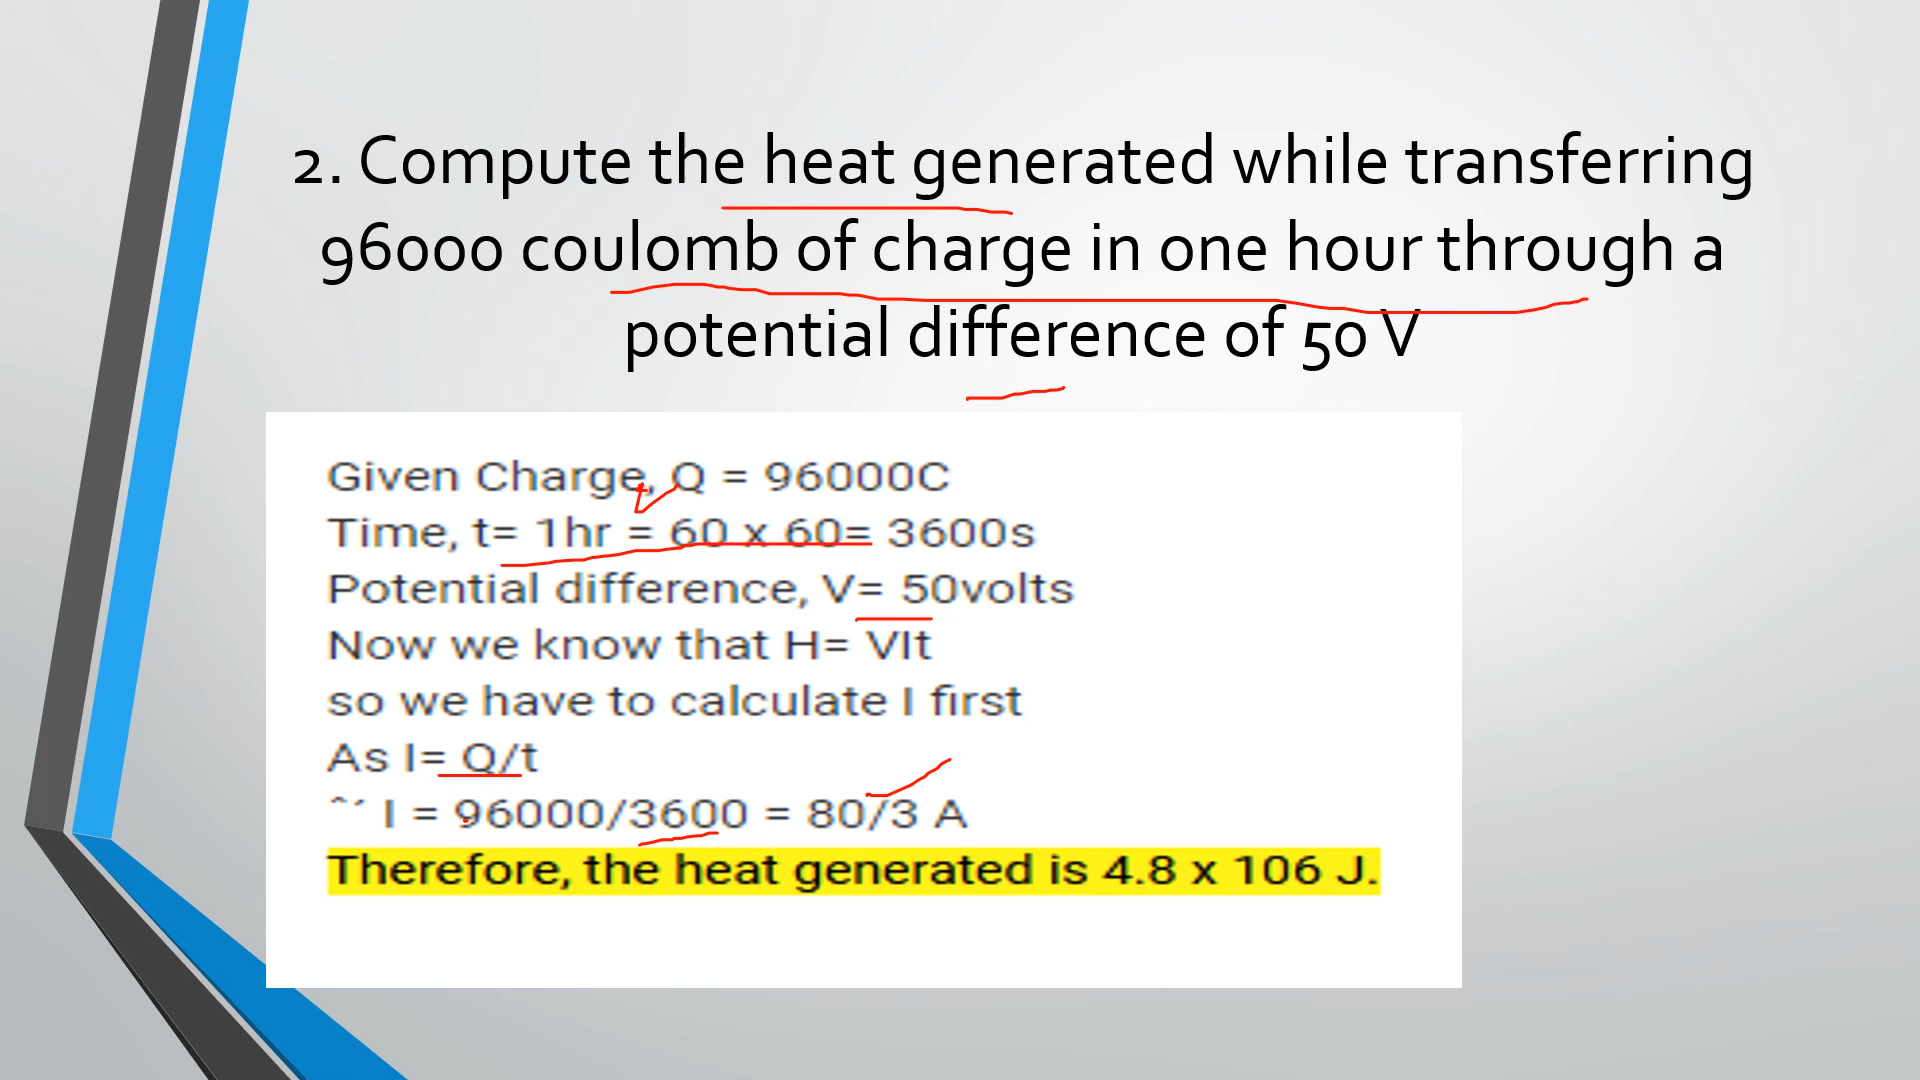 2. Compute the heat generated while transferring
96000 coulomb of charge in one hour through a
potential difference of 50 V
Given Charge, Q = 96000C
Time, t= 1hr = 60 x 60= 3600s
Potential difference, V= 50volts
Now we know that H= VIt
so we have to calculate I first
As I= Q/t
ˆ´ I = 96000/3600 = 80/3 A
Therefore, the heat generated is 4.8 x 106 J.